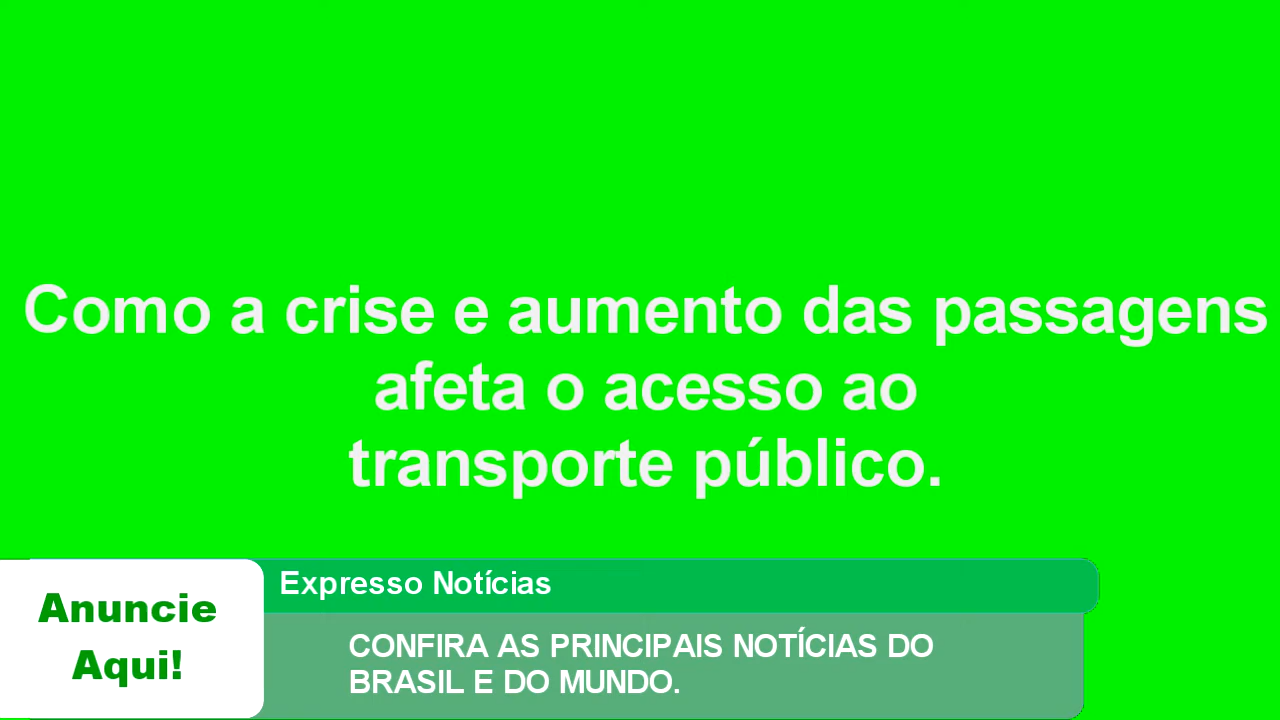 Como a crise e aumento das passagens
afeta o acesso ao
transporte público.
Anuncie
Aqui!
Expresso Notícias
CONFIRA AS PRINCIPAIS NOTÍCIAS DO
BRASIL E DO MUNDO.